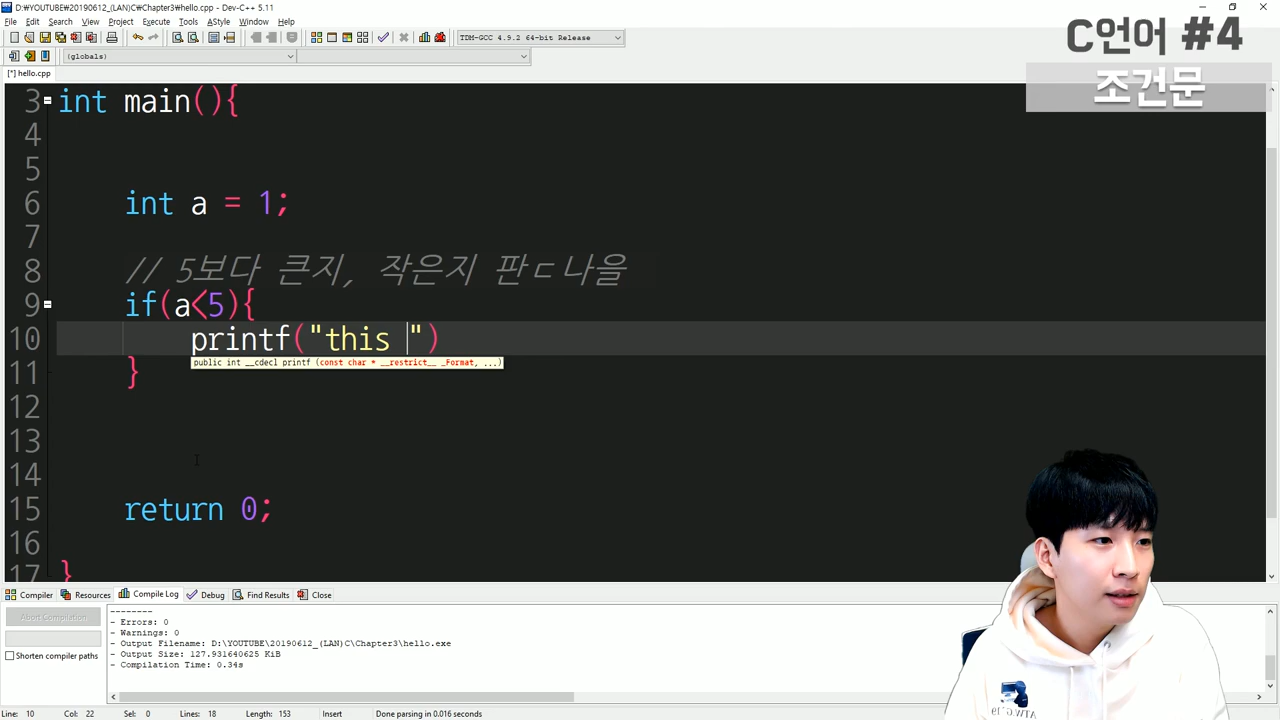 D:₩YOUTUBE₩20190612_(LAN)C₩Chapter3₩hello.cpp - Dev-C++ 5.11
File Edit Search View Project Execute Tools AStyle Window Help
TDM-GCC 4.9.2 64-bit Release
(globals)
[*] hello.cpp
C언어 #4
조건문
3 int main(){
4
5
6 int a = 1;
7
8 // 5보다 큰지, 작은지 판ㄷ나을
9 if(a<5){
10 printf("this ")
public int __cdecl printf (const char * __restrict__ _Format, ...)
11 }
12
13
14
15 return 0;
16
17 }
Compiler Resources Compile Log Debug Find Results Close
Abort Compilation
Shorten compiler paths
--------
- Errors: 0
- Warnings: 0
- Output Filename: D:\YOUTUBE\20190612_(LAN)C\Chapter3\hello.exe
- Output Size: 127.931640625 KiB
- Compilation Time: 0.34s
Line: 10 Col: 22 Sel: 0 Lines: 18 Length: 153 Insert Done parsing in 0.016 seconds